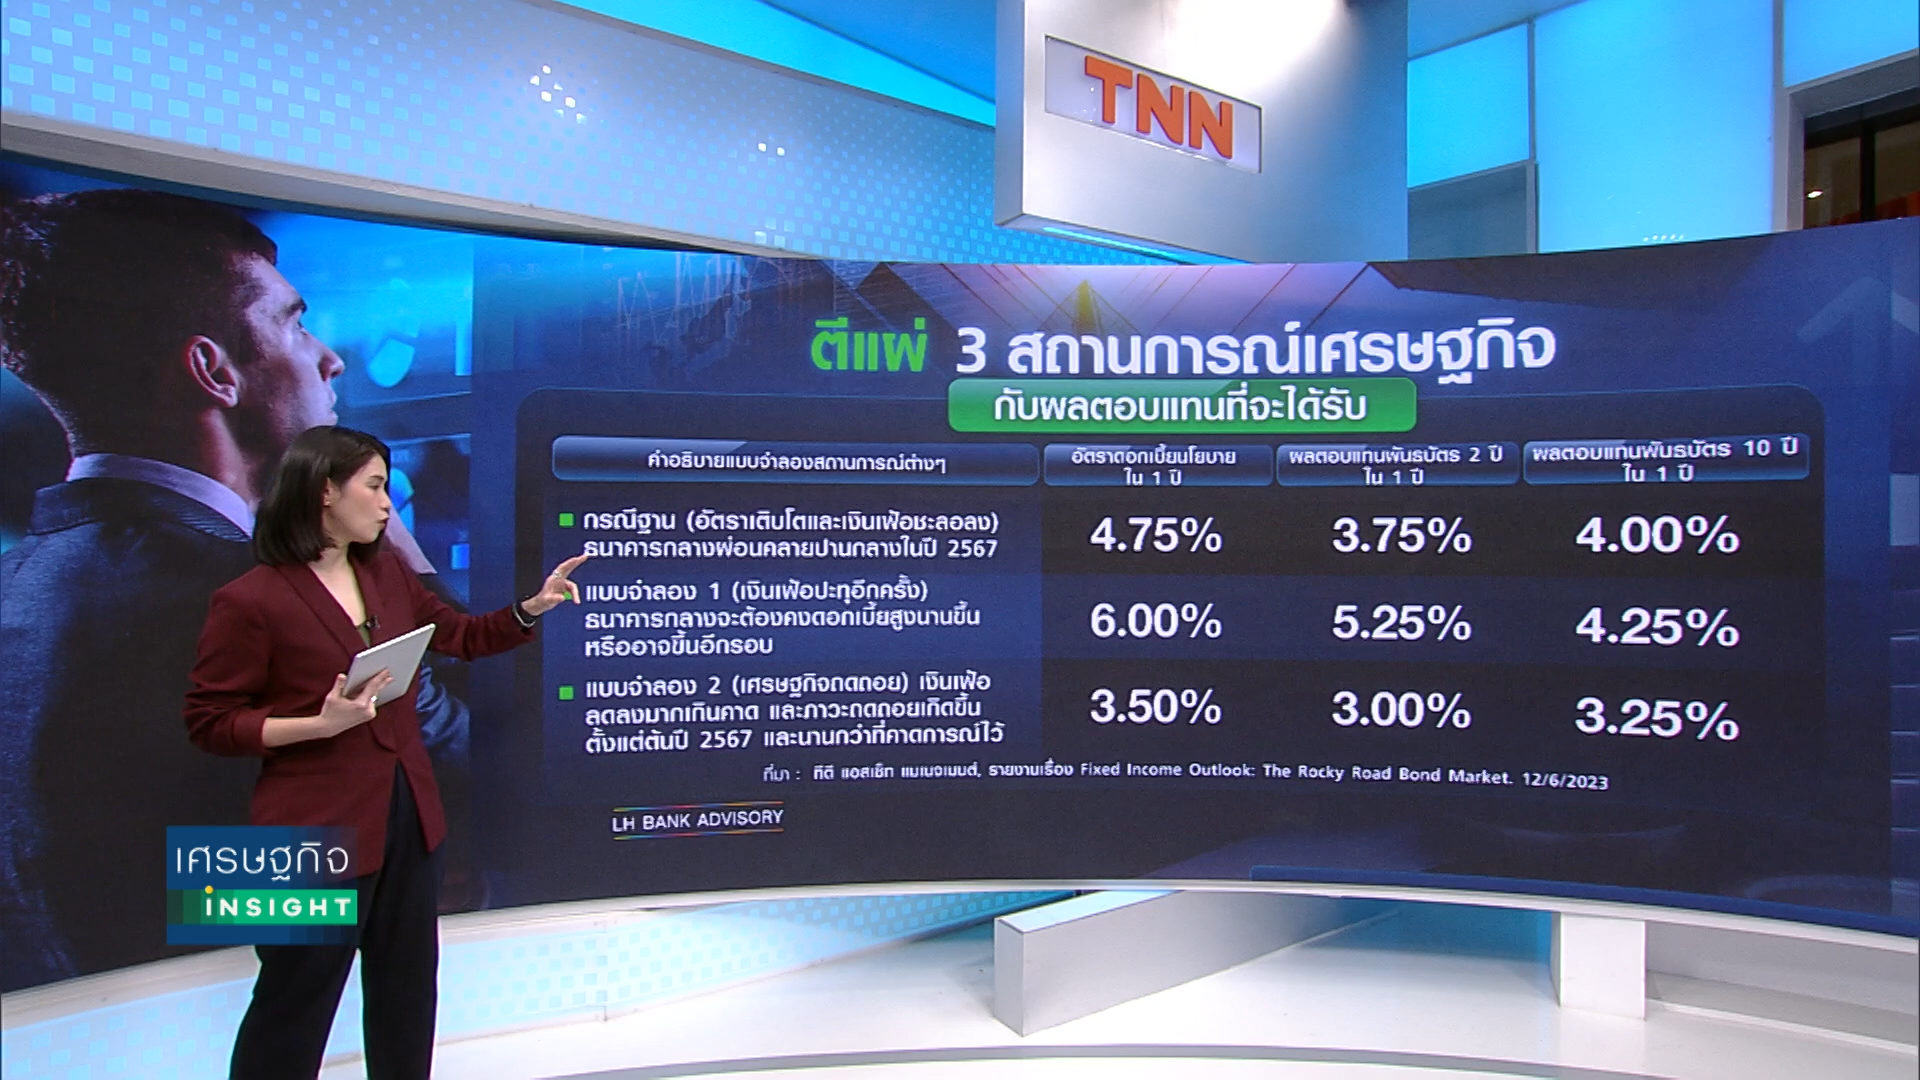 TNN
ตีแผ่ 3 สถานการณ์เศรษฐกิจ
กับผลตอบแทนที่จะได้รับ
คำอธิบายแบบจำลองสถานการณ์ต่างๆ
อัตราดอกเบี้ยนโยบาย
ใน 1 ปี
ผลตอบแทนพันธบัตร 2 ปี
ใน 1 ปี
ผลตอบแทนพันธบัตร 10 ปี
ใน 1 ปี
กรณีฐาน (อัตราเติบโตและเงินเฟ้อชะลอลง)
ธนาคารกลางผ่อนคลายปานกลางในปี 2567
4.75%
3.75%
4.00%
แบบจำลอง 1 (เงินเฟ้อปะทุอีกครั้ง)
ธนาคารกลางจะต้องคงดอกเบี้ยสูงนานขึ้น
หรืออาจขึ้นอีกรอบ
6.00%
5.25%
4.25%
แบบจำลอง 2 (เศรษฐกิจถดถอย) เงินเฟ้อ
ลดลงมากเกินคาด และภาวะถดถอยเกิดขึ้น
ตั้งแต่ต้นปี 2567 และนานกว่าที่คาดการณ์ไว้
3.50%
3.00%
3.25%
ที่มา : ทีดี แอสเซ็ท แมเนจเมนต์, รายงานเรื่อง Fixed Income Outlook: The Rocky Road Bond Market. 12/6/2023
LH BANK ADVISORY
เศรษฐกิจ
INSIGHT